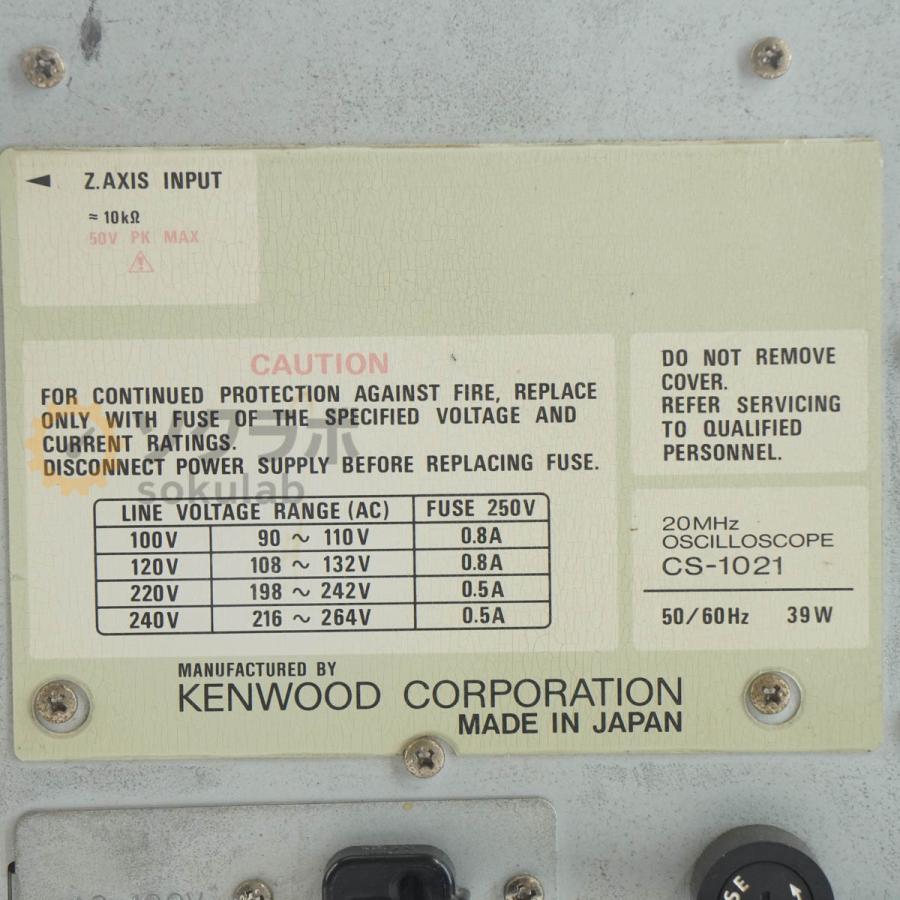 Z.AXIS INPUT
≈ 10kΩ
50V PK MAX
CAUTION
FOR CONTINUED PROTECTION AGAINST FIRE, REPLACE
ONLY WITH FUSE OF THE SPECIFIED VOLTAGE AND
CURRENT RATINGS.
DISCONNECT POWER SUPPLY BEFORE REPLACING FUSE.
ソクラボ
sokulab
LINE VOLTAGE RANGE (AC) FUSE 250V
100V 90 ~ 110V 0.8A
120V 108 ~ 132V 0.8A
220V 198 ~ 242V 0.5A
240V 216 ~ 264V 0.5A
DO NOT REMOVE
COVER.
REFER SERVICING
TO QUALIFIED
PERSONNEL.
20MHz
OSCILLOSCOPE
CS-1021
50/60Hz 39W
MANUFACTURED BY
KENWOOD CORPORATION
MADE IN JAPAN